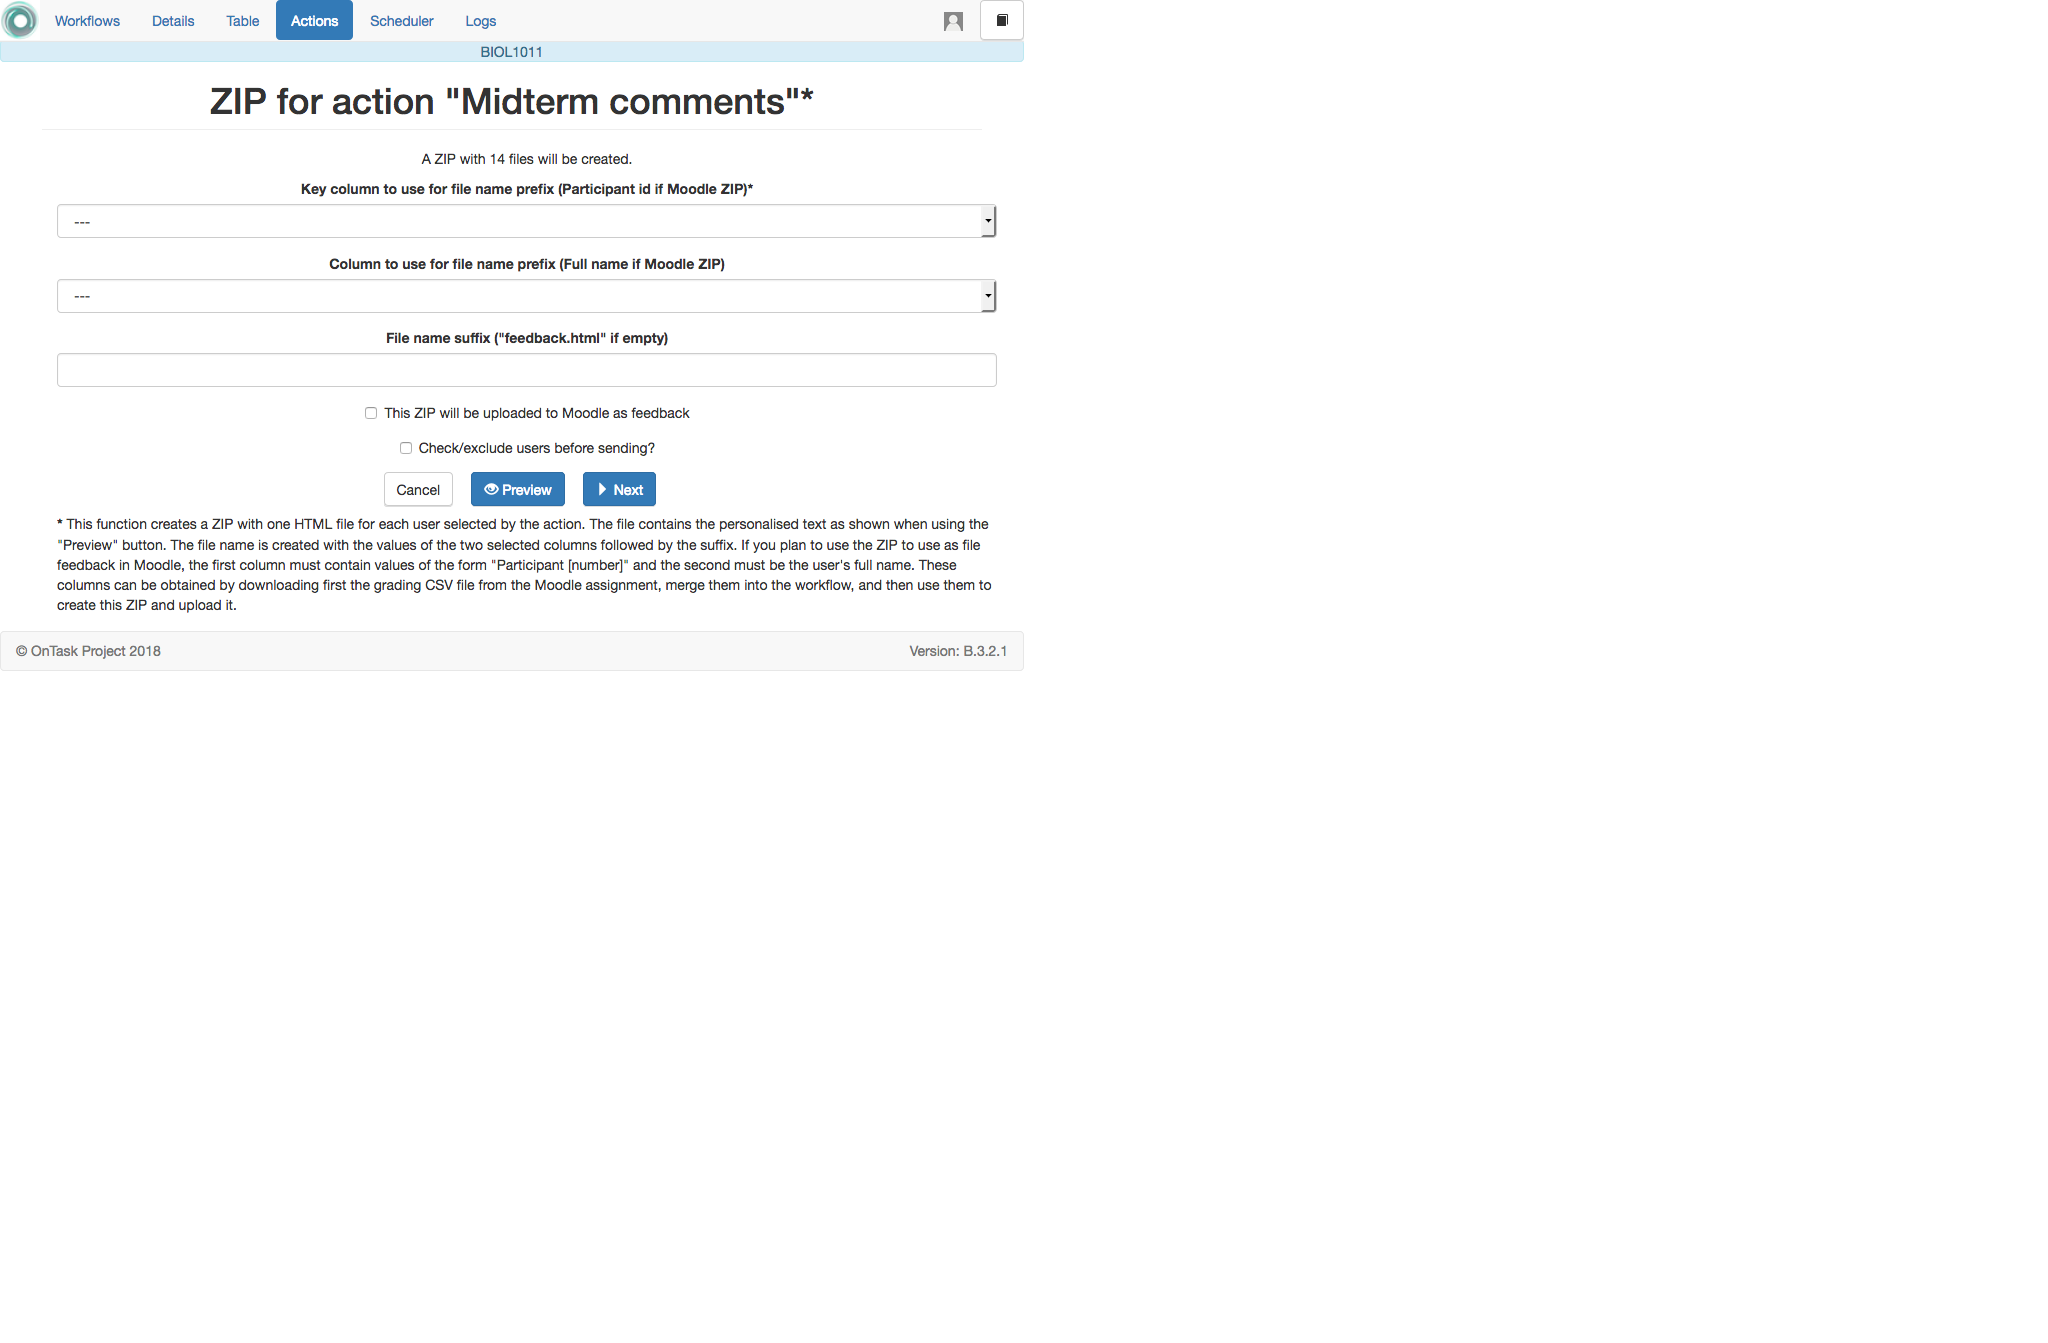 Workflows Details Table Actions Scheduler Logs
BIOL1011
ZIP for action "Midterm comments"*
A ZIP with 14 files will be created.
Key column to use for file name prefix (Participant id if Moodle ZIP)*
---
Column to use for file name prefix (Full name if Moodle ZIP)
---
File name suffix ("feedback.html" if empty)
This ZIP will be uploaded to Moodle as feedback
Check/exclude users before sending?
Cancel Preview Next
* This function creates a ZIP with one HTML file for each user selected by the action. The file contains the personalised text as shown when using the
"Preview" button. The file name is created with the values of the two selected columns followed by the suffix. If you plan to use the ZIP to use as file
feedback in Moodle, the first column must contain values of the form "Participant [number]" and the second must be the user's full name. These
columns can be obtained by downloading first the grading CSV file from the Moodle assignment, merge them into the workflow, and then use them to
create this ZIP and upload it.
© OnTask Project 2018 Version: B.3.2.1